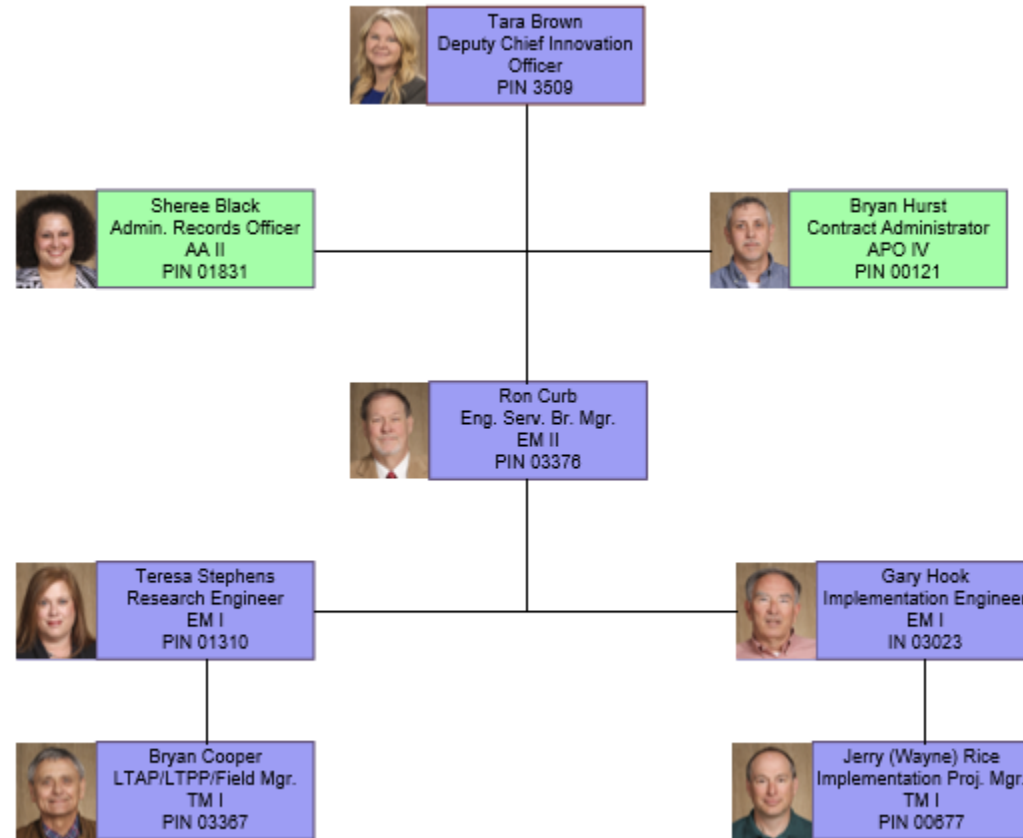 Tara Brown
Deputy Chief Innovation
Officer
PIN 3509
Sheree Black
Admin. Records Officer
AA II
PIN 01831
Bryan Hurst
Contract Administrator
APO IV
PIN 00121
Ron Curb
Eng. Serv. Br. Mgr.
EM II
PIN 03376
Teresa Stephens
Research Engineer
EM I
PIN 01310
Gary Hook
Implementation Engineer
EM I
IN 03023
Bryan Cooper
LTAP/LTPP/Field Mgr.
TM I
PIN 03367
Jerry (Wayne) Rice
Implementation Proj. Mgr.
TM I
PIN 00677